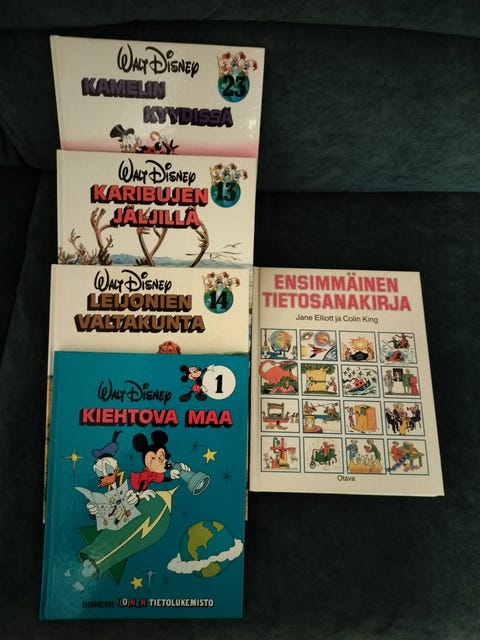 WALT DISNEY
23
KAMELIN
KYYDISSÄ
WALT DISNEY
13
KARIBUJEN
JÄLJILLÄ
WALT DISNEY
14
LEIJONIEN
VALTAKUNTA
WALT DISNEY
1
KIEHTOVA MAA
DISNEYN ILOINEN TIETOLUKEMISTO
ENSIMMÄINEN
TIETOSANAKIRJA
Jane Elliott ja Colin King
Otava